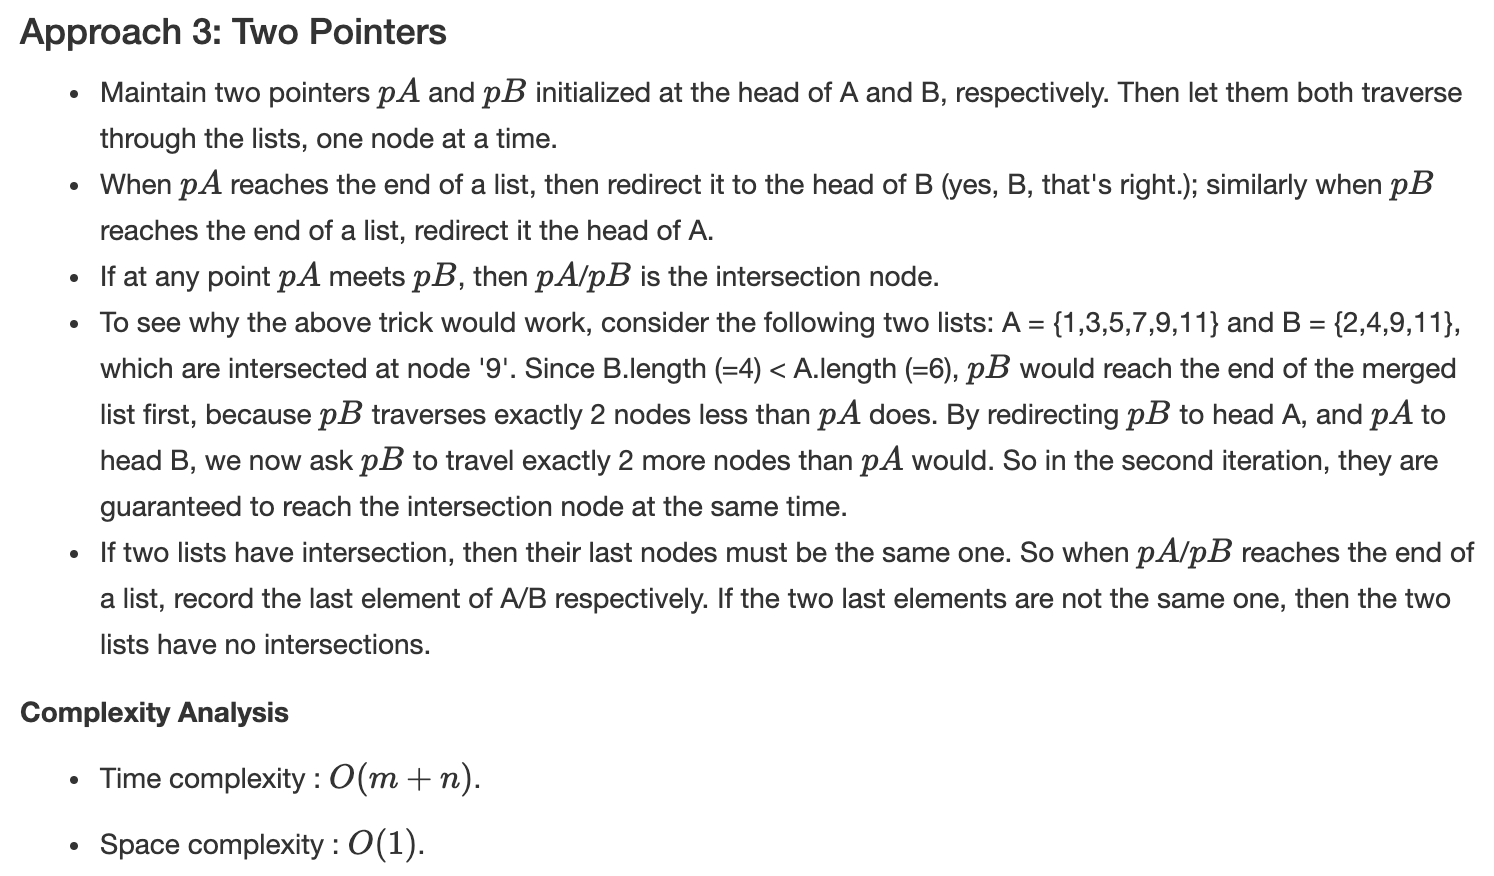 Approach 3: Two Pointers
• Maintain two pointers pA and pB initialized at the head of A and B, respectively. Then let them both traverse
through the lists, one node at a time.
• When pA reaches the end of a list, then redirect it to the head of B (yes, B, that's right.); similarly when pB
reaches the end of a list, redirect it the head of A.
• If at any point pA meets pB, then pA/pB is the intersection node.
• To see why the above trick would work, consider the following two lists: A = {1,3,5,7,9,11} and B = {2,4,9,11},
which are intersected at node '9'. Since B.length (=4) < A.length (=6), pB would reach the end of the merged
list first, because pB traverses exactly 2 nodes less than pA does. By redirecting pB to head A, and pA to
head B, we now ask pB to travel exactly 2 more nodes than pA would. So in the second iteration, they are
guaranteed to reach the intersection node at the same time.
• If two lists have intersection, then their last nodes must be the same one. So when pA/pB reaches the end of
a list, record the last element of A/B respectively. If the two last elements are not the same one, then the two
lists have no intersections.
Complexity Analysis
• Time complexity : O(m + n).
• Space complexity : O(1).